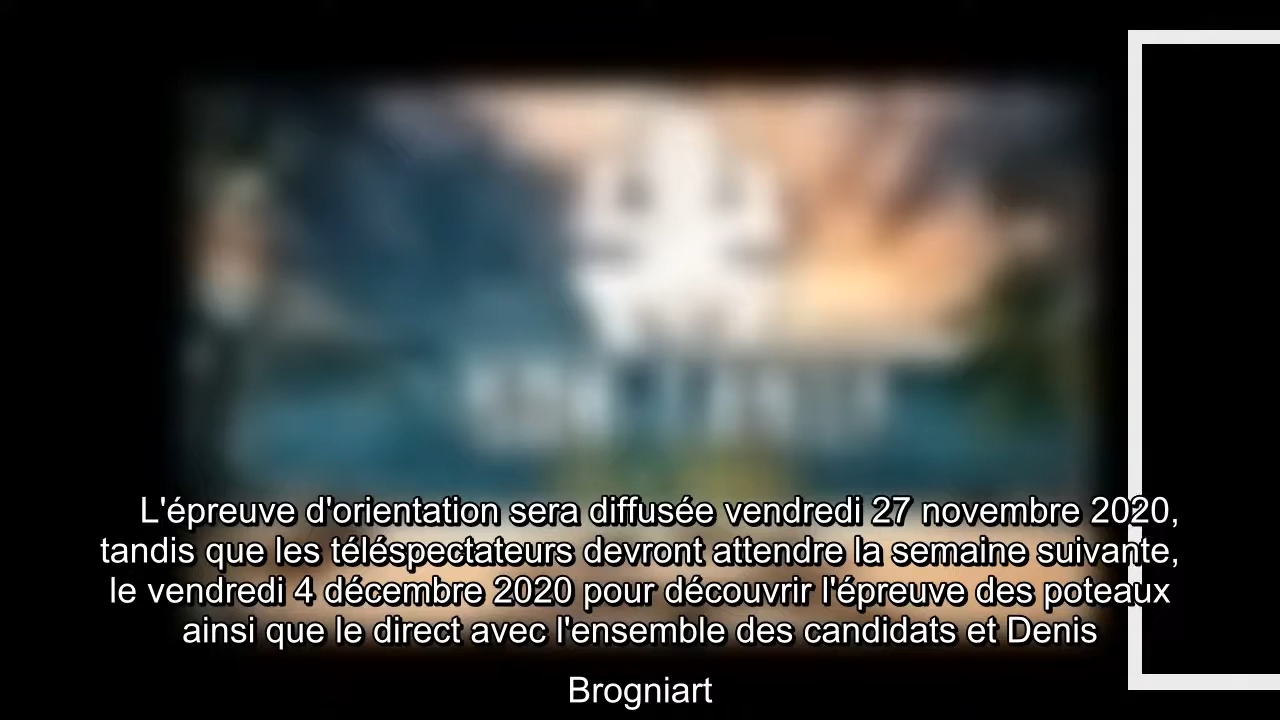 L'épreuve d'orientation sera diffusée vendredi 27 novembre 2020,
tandis que les téléspectateurs devront attendre la semaine suivante,
le vendredi 4 décembre 2020 pour découvrir l'épreuve des poteaux
ainsi que le direct avec l'ensemble des candidats et Denis
Brogniart